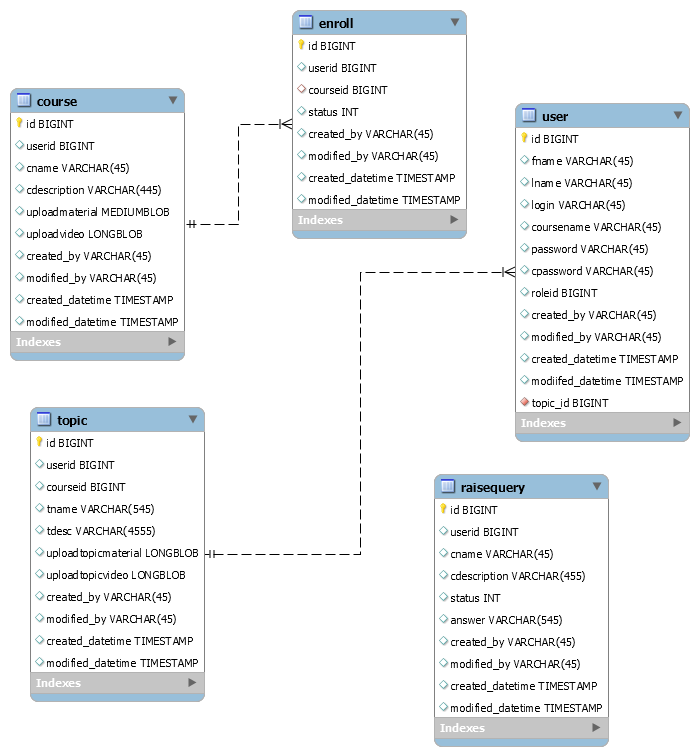 enroll
id BIGINT
userid BIGINT
courseid BIGINT
status INT
created_by VARCHAR(45)
modified_by VARCHAR(45)
created_datetime TIMESTAMP
modified_datetime TIMESTAMP
Indexes
course
id BIGINT
userid BIGINT
cname VARCHAR(45)
cdescription VARCHAR(445)
uploadmaterial MEDIUMBLOB
uploadvideo LONGBLOB
created_by VARCHAR(45)
modified_by VARCHAR(45)
created_datetime TIMESTAMP
modifed_datetime TIMESTAMP
Indexes
user
id BIGINT
fname VARCHAR(45)
lname VARCHAR(45)
login VARCHAR(45)
coursename VARCHAR(45)
password VARCHAR(45)
cpassword VARCHAR(45)
roleid BIGINT
created_by VARCHAR(45)
modified_by VARCHAR(45)
created_datetime TIMESTAMP
modiifed_datetime TIMESTAMP
topic_id BIGINT
Indexes
topic
id BIGINT
userid BIGINT
courseid BIGINT
tname VARCHAR(545)
tdesc VARCHAR(4555)
uploadtopicmaterial LONGBLOB
uploadtopicvideo LONGBLOB
created_by VARCHAR(45)
modified_by VARCHAR(45)
created_datetime TIMESTAMP
modified_datetime TIMESTAMP
Indexes
raisequery
id BIGINT
userid BIGINT
cname VARCHAR(45)
cdescription VARCHAR(455)
status INT
answer VARCHAR(545)
created_by VARCHAR(45)
modified_by VARCHAR(45)
created_datetime TIMESTAMP
modified_datetime TIMESTAMP
Indexes